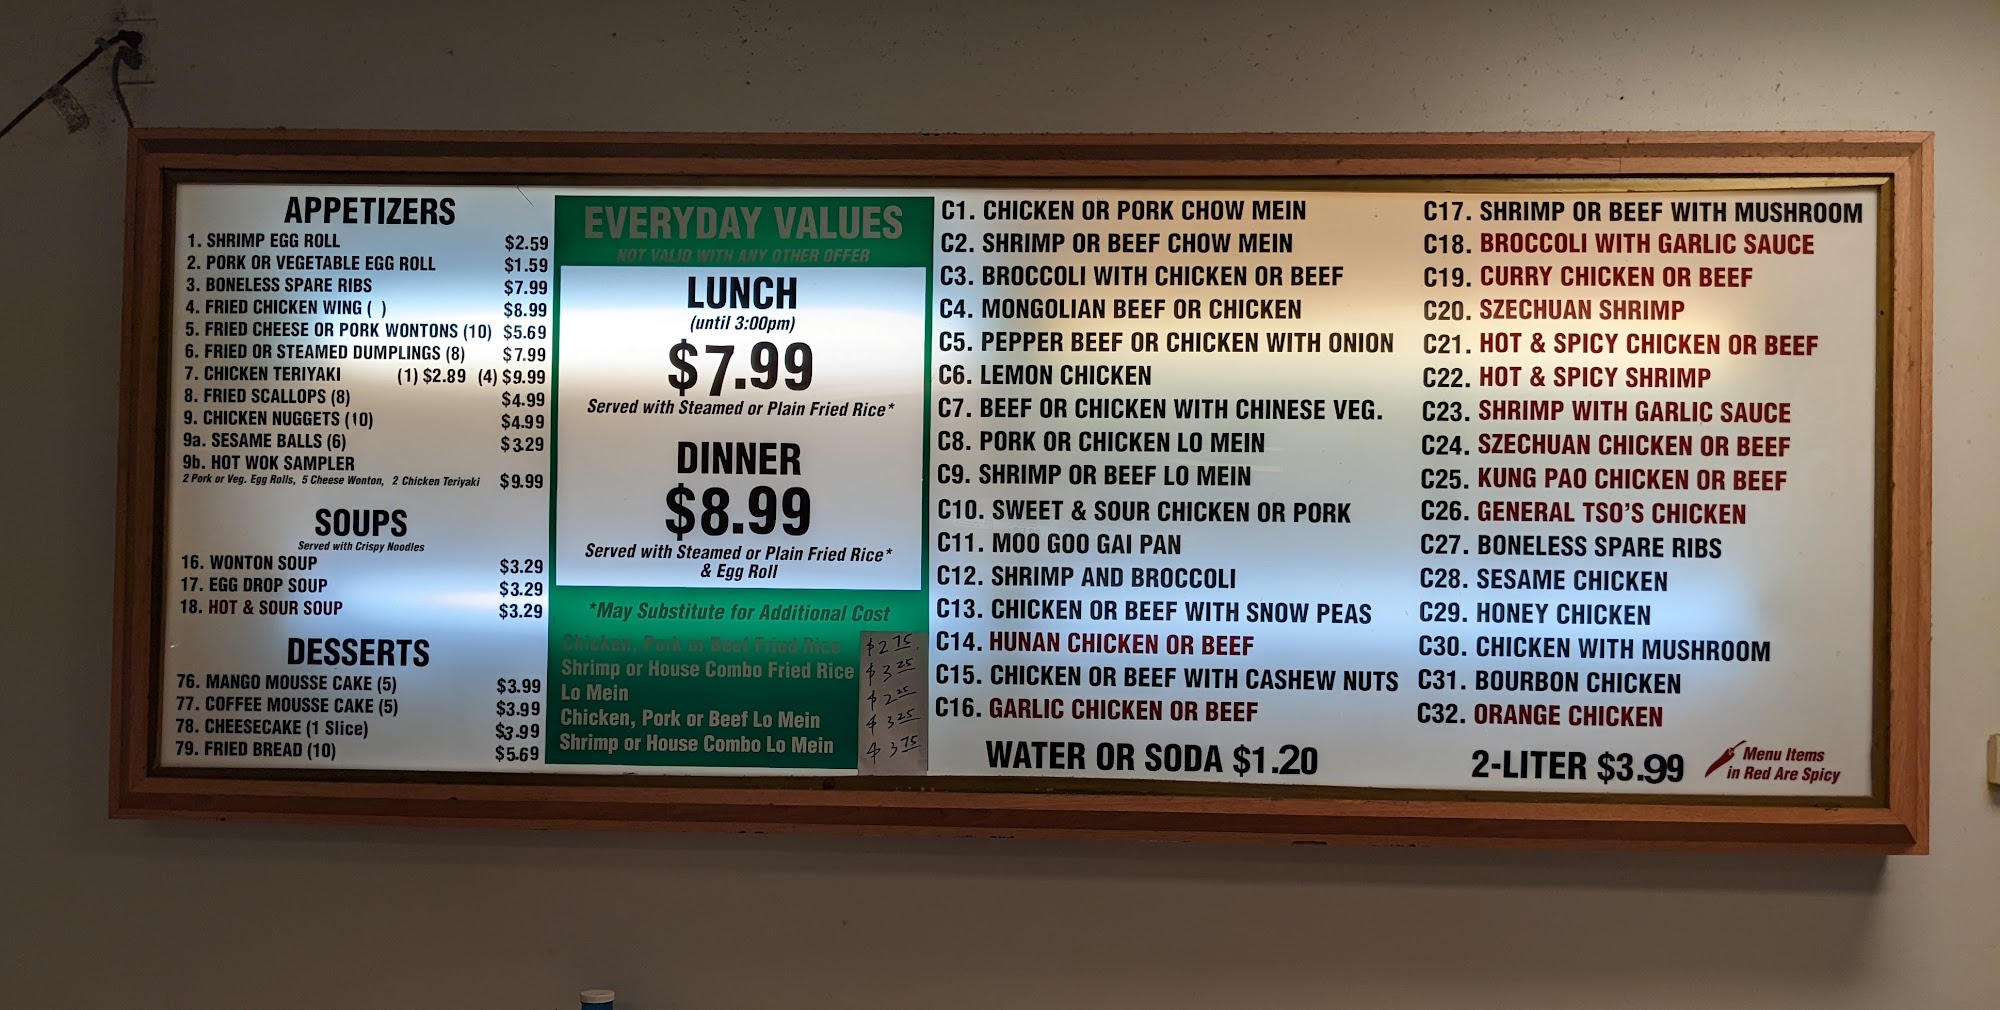 APPETIZERS
1. SHRIMP EGG ROLL $2.59
2. PORK OR VEGETABLE EGG ROLL $1.59
3. BONELESS SPARE RIBS $7.99
4. FRIED CHICKEN WING ( ) $8.99
5. FRIED CHEESE OR PORK WONTONS (10) $5.69
6. FRIED OR STEAMED DUMPLINGS (8) $7.99
7. CHICKEN TERIYAKI (1) $2.89 (4) $9.99
8. FRIED SCALLOPS (8) $4.99
9. CHICKEN NUGGETS (10) $4.99
9a. SESAME BALLS (6) $3.29
9b. HOT WOK SAMPLER
2 Pork or Veg. Egg Rolls, 5 Cheese Wonton, 2 Chicken Teriyaki $9.99
SOUPS
Served with Crispy Noodles
16. WONTON SOUP $3.29
17. EGG DROP SOUP $3.29
18. HOT & SOUR SOUP $3.29
DESSERTS
76. MANGO MOUSSE CAKE (5) $3.99
77. COFFEE MOUSSE CAKE (5) $3.99
78. CHEESECAKE (1 Slice) $3.99
79. FRIED BREAD (10) $5.69
EVERYDAY VALUES
NOT VALID WITH ANY OTHER OFFER
LUNCH
(until 3:00pm)
$7.99
Served with Steamed or Plain Fried Rice*
DINNER
$8.99
Served with Steamed or Plain Fried Rice*
& Egg Roll
*May Substitute for Additional Cost
Chicken, Pork or Beef Fried Rice $2.75
Shrimp or House Combo Fried Rice $3.25
Lo Mein $2.25
Chicken, Pork or Beef Lo Mein $3.25
Shrimp or House Combo Lo Mein $3.75
C1. CHICKEN OR PORK CHOW MEIN
C2. SHRIMP OR BEEF CHOW MEIN
C3. BROCCOLI WITH CHICKEN OR BEEF
C4. MONGOLIAN BEEF OR CHICKEN
C5. PEPPER BEEF OR CHICKEN WITH ONION
C6. LEMON CHICKEN
C7. BEEF OR CHICKEN WITH CHINESE VEG.
C8. PORK OR CHICKEN LO MEIN
C9. SHRIMP OR BEEF LO MEIN
C10. SWEET & SOUR CHICKEN OR PORK
C11. MOO GOO GAI PAN
C12. SHRIMP AND BROCCOLI
C13. CHICKEN OR BEEF WITH SNOW PEAS
C14. HUNAN CHICKEN OR BEEF
C15. CHICKEN OR BEEF WITH CASHEW NUTS
C16. GARLIC CHICKEN OR BEEF
WATER OR SODA $1.20
C17. SHRIMP OR BEEF WITH MUSHROOM
C18. BROCCOLI WITH GARLIC SAUCE
C19. CURRY CHICKEN OR BEEF
C20. SZECHUAN SHRIMP
C21. HOT & SPICY CHICKEN OR BEEF
C22. HOT & SPICY SHRIMP
C23. SHRIMP WITH GARLIC SAUCE
C24. SZECHUAN CHICKEN OR BEEF
C25. KUNG PAO CHICKEN OR BEEF
C26. GENERAL TSO'S CHICKEN
C27. BONELESS SPARE RIBS
C28. SESAME CHICKEN
C29. HONEY CHICKEN
C30. CHICKEN WITH MUSHROOM
C31. BOURBON CHICKEN
C32. ORANGE CHICKEN
2-LITER $3.99
Menu Items
in Red Are Spicy